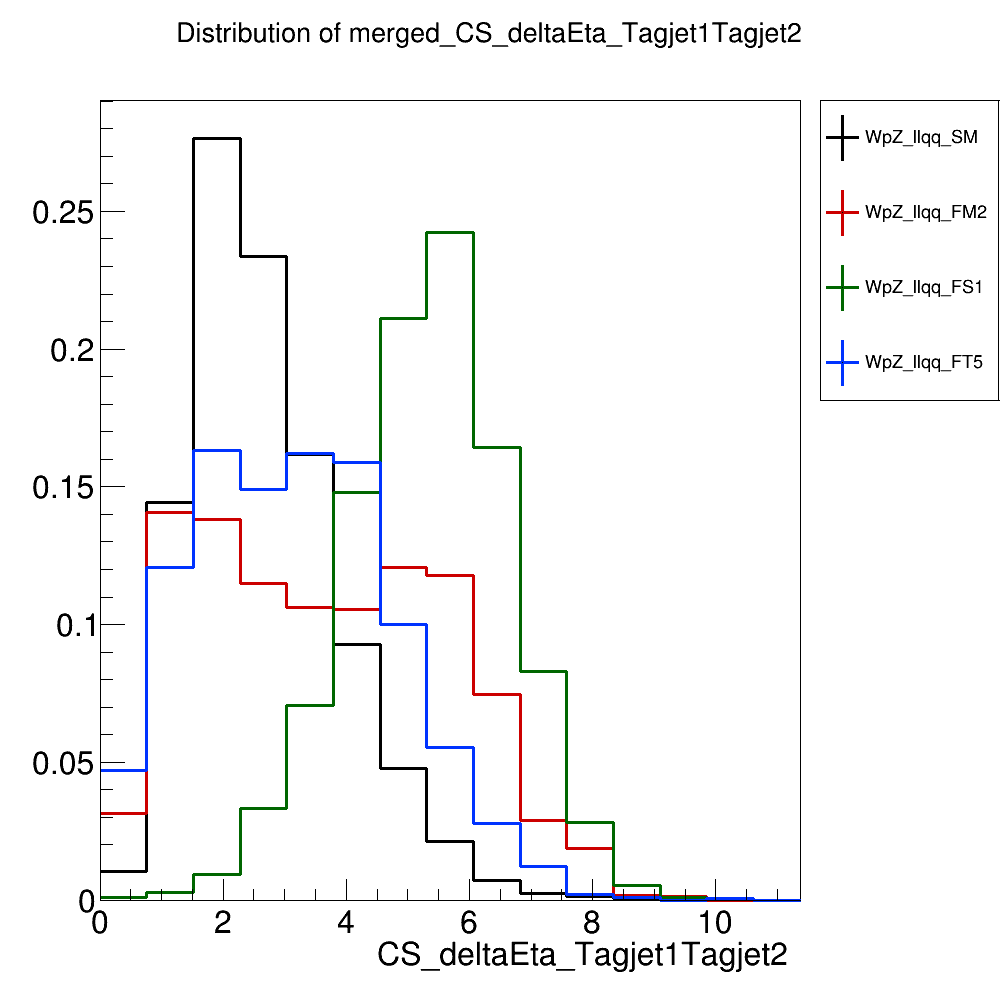 Distribution of merged_CS_deltaEta_Tagjet1Tagjet2
WpZ_llqq_SM
WpZ_llqq_FM2
WpZ_llqq_FS1
WpZ_llqq_FT5
0.25
0.2
0.15
0.1
0.05
0
0 2 4 6 8 10
CS_deltaEta_Tagjet1Tagjet2